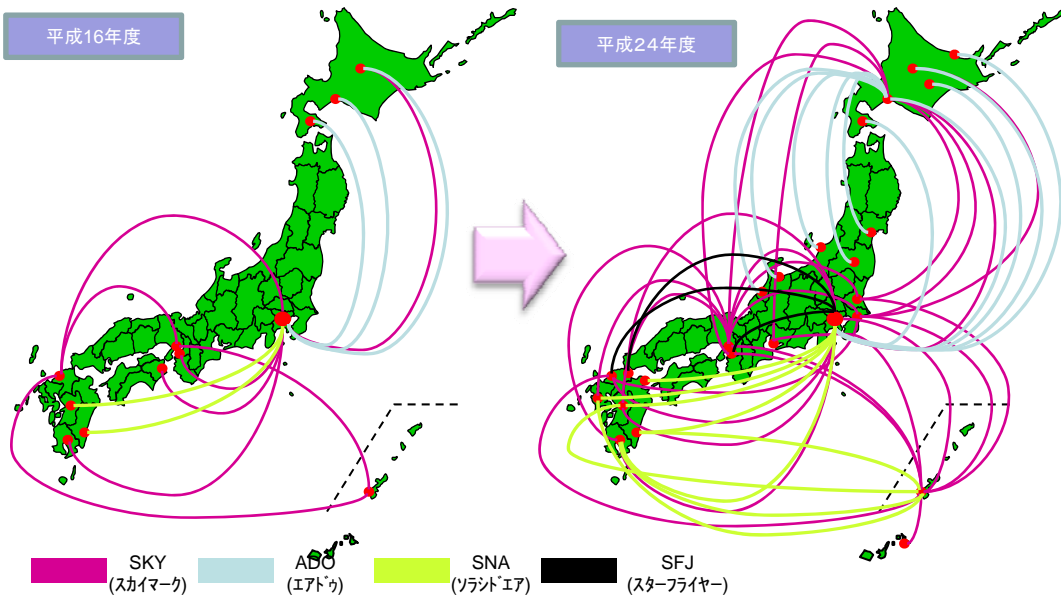 平成16年度
平成２４年度
SKY
(スカイマーク)
ADO
(エアドゥ)
SNA
(ソラシドエア)
SFJ
(スターフライヤー)